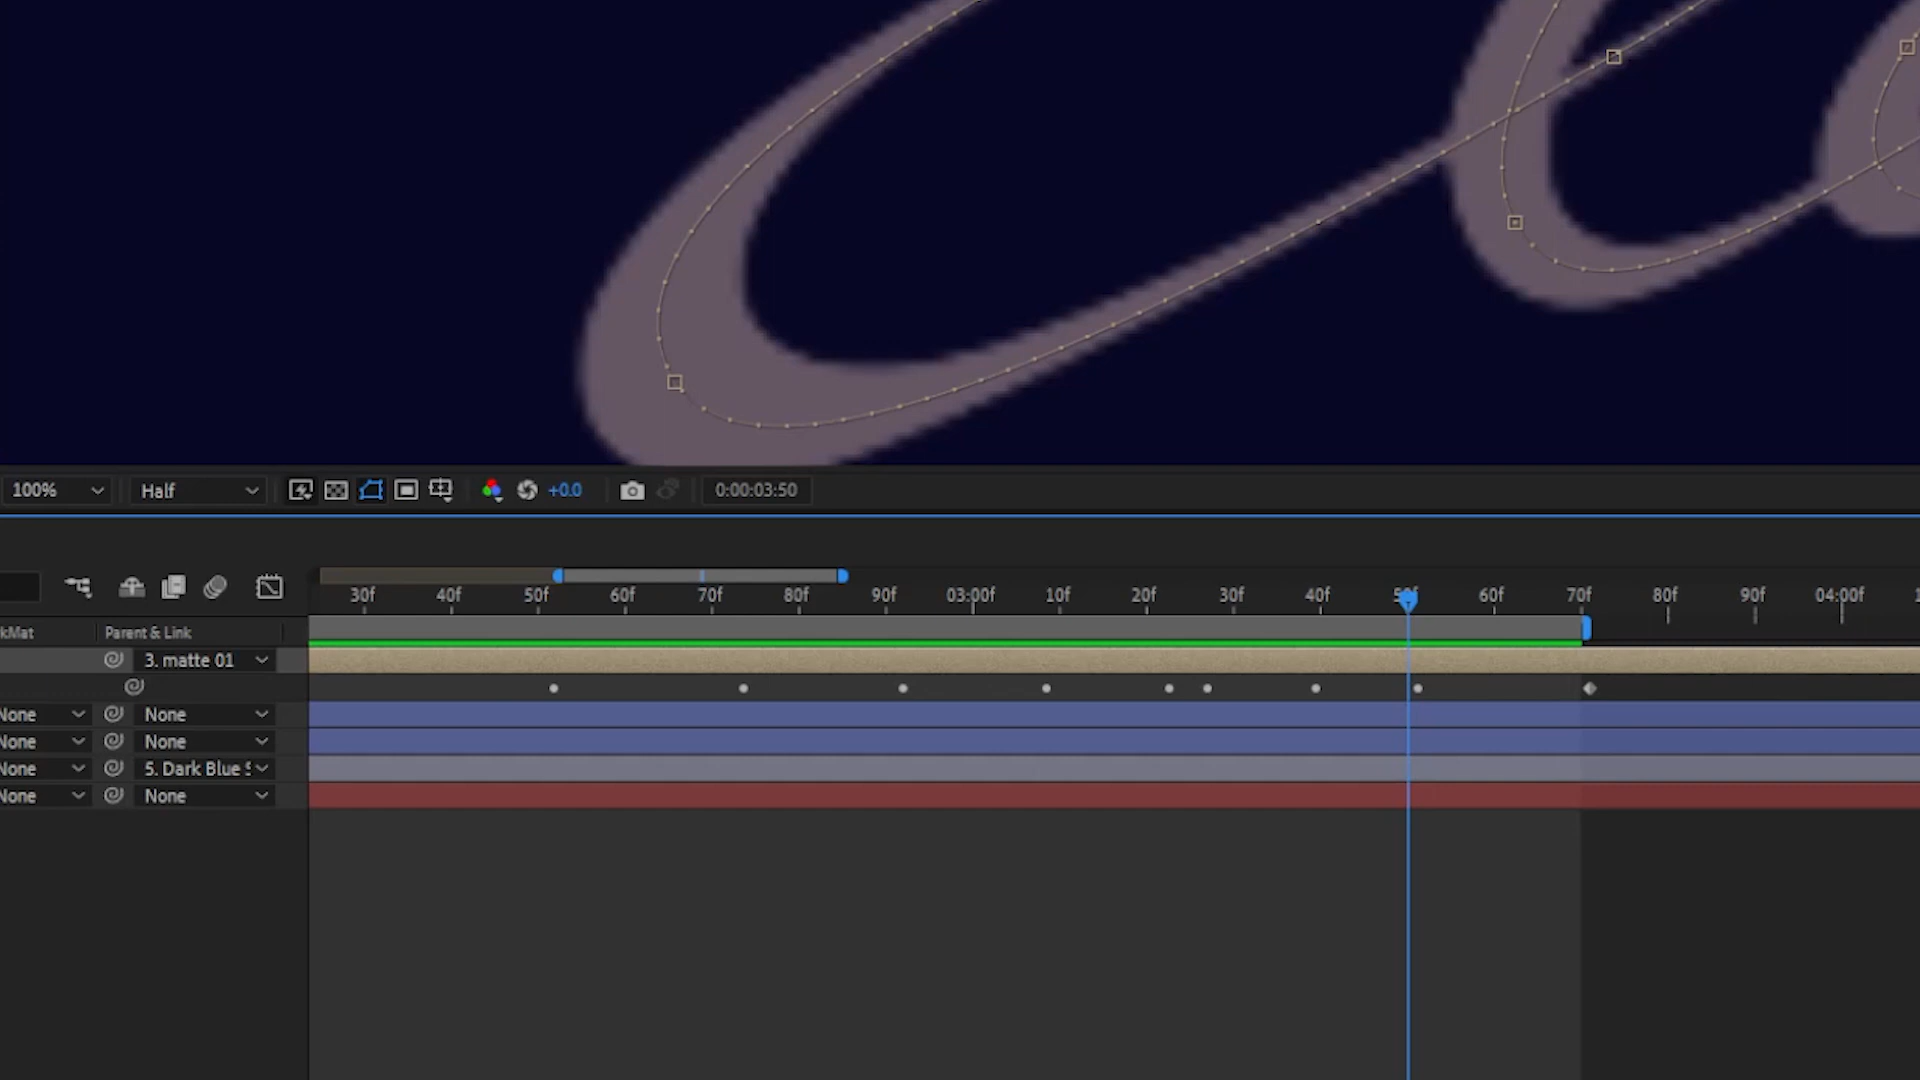 100% Half +0.0 0:00:03:50
30f 40f 50f 60f 70f 80f 90f 03:00f 10f 20f 30f 40f 50f 60f 70f 80f 90f 04:00f
kMat Parent & Link
3. matte 01
None None
None None
None 5. Dark Blue S
None None